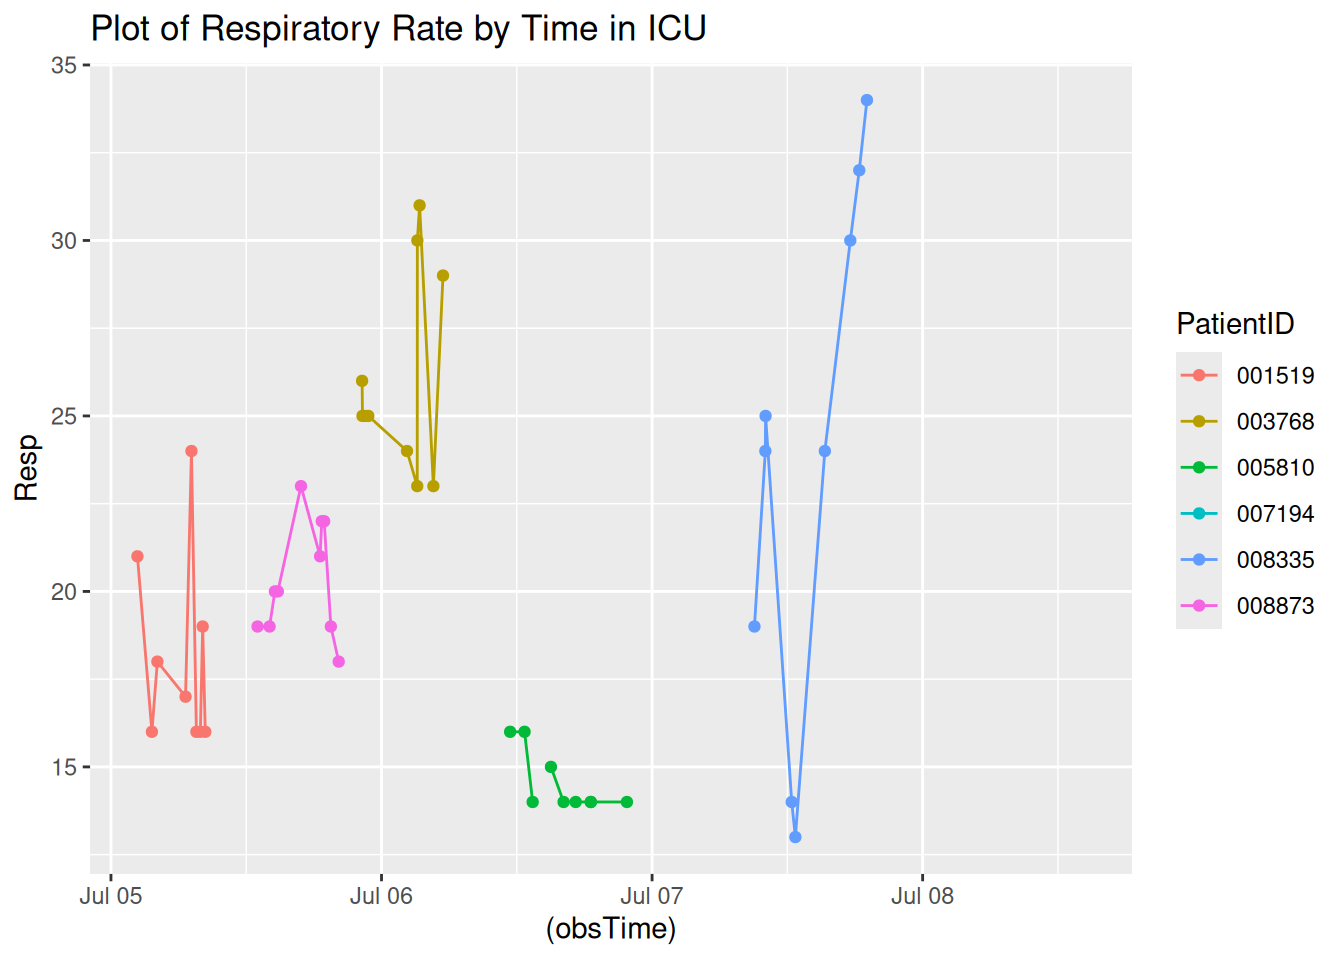 Plot of Respiratory Rate by Time in ICU
35
30
25
20
15
Resp
Jul 05
Jul 06
Jul 07
Jul 08
(obsTime)
PatientID
001519
003768
005810
007194
008335
008873